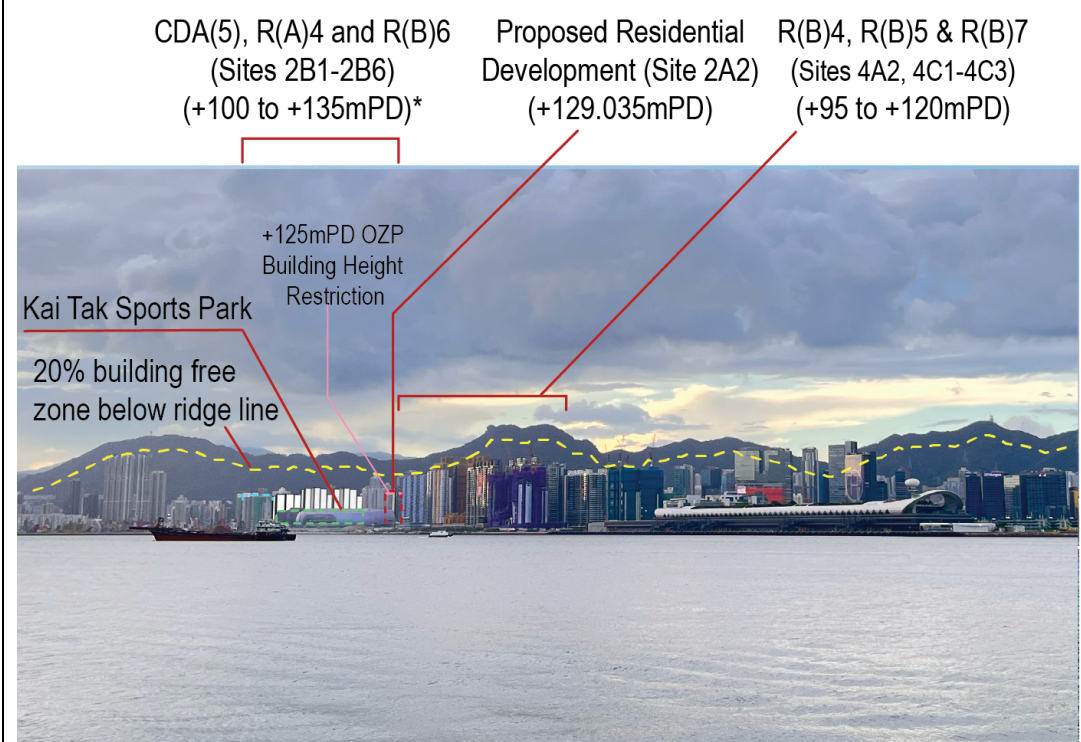 CDA(5), R(A)4 and R(B)6
(Sites 2B1-2B6)
(+100 to +135mPD)*
Proposed Residential
Development (Site 2A2)
(+129.035mPD)
R(B)4, R(B)5 & R(B)7
(Sites 4A2, 4C1-4C3)
(+95 to +120mPD)
+125mPD OZP
Building Height
Restriction
Kai Tak Sports Park
20% building free
zone below ridge line